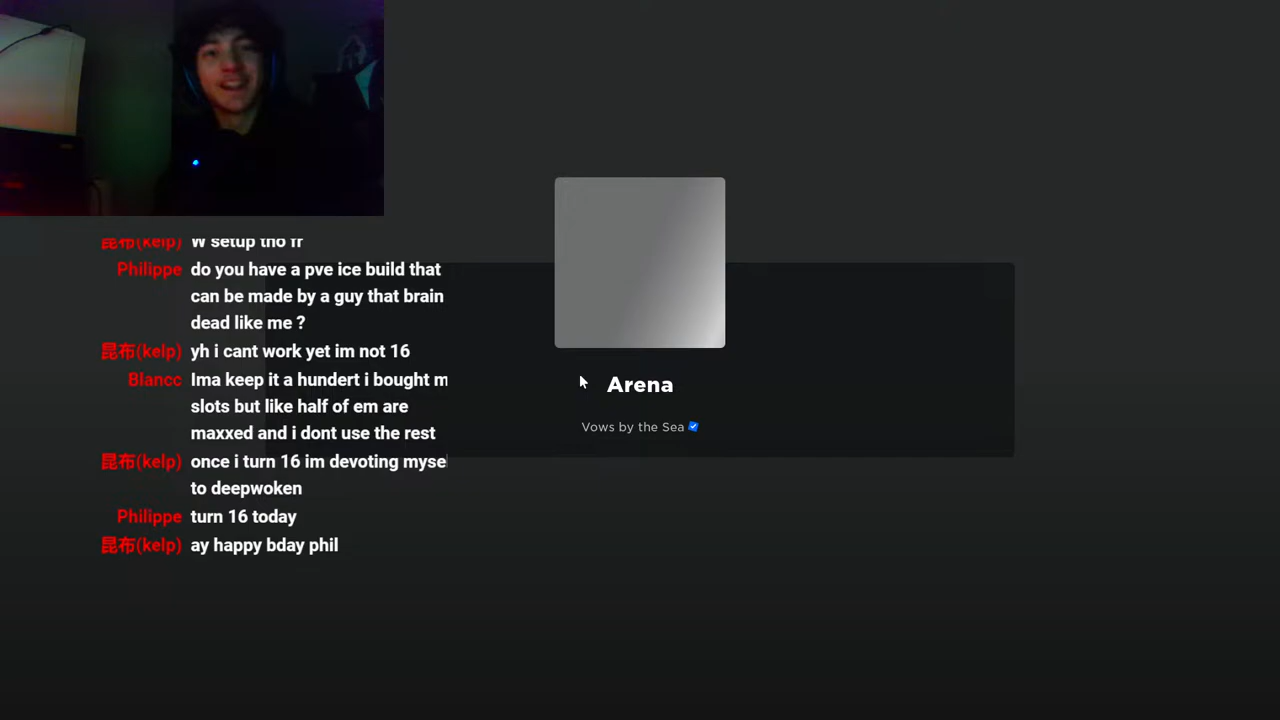 昆布(kelp) W setup tho fr
Philippe do you have a pve ice build that
can be made by a guy that brain
dead like me ?
昆布(kelp) yh i cant work yet im not 16
Blancc Ima keep it a hundert i bought m
slots but like half of em are
maxxed and i dont use the rest
昆布(kelp) once i turn 16 im devoting myse
to deepwoken
Philippe turn 16 today
昆布(kelp) ay happy bday phil
Arena
Vows by the Sea